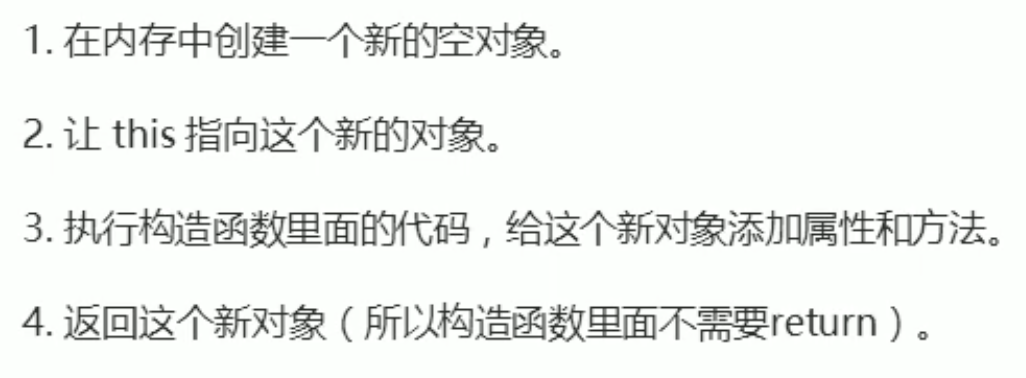 1. 在内存中创建一个新的空对象。
2. 让 this 指向这个新的对象。
3. 执行构造函数里面的代码，给这个新对象添加属性和方法。
4. 返回这个新对象（所以构造函数里面不需要return）。